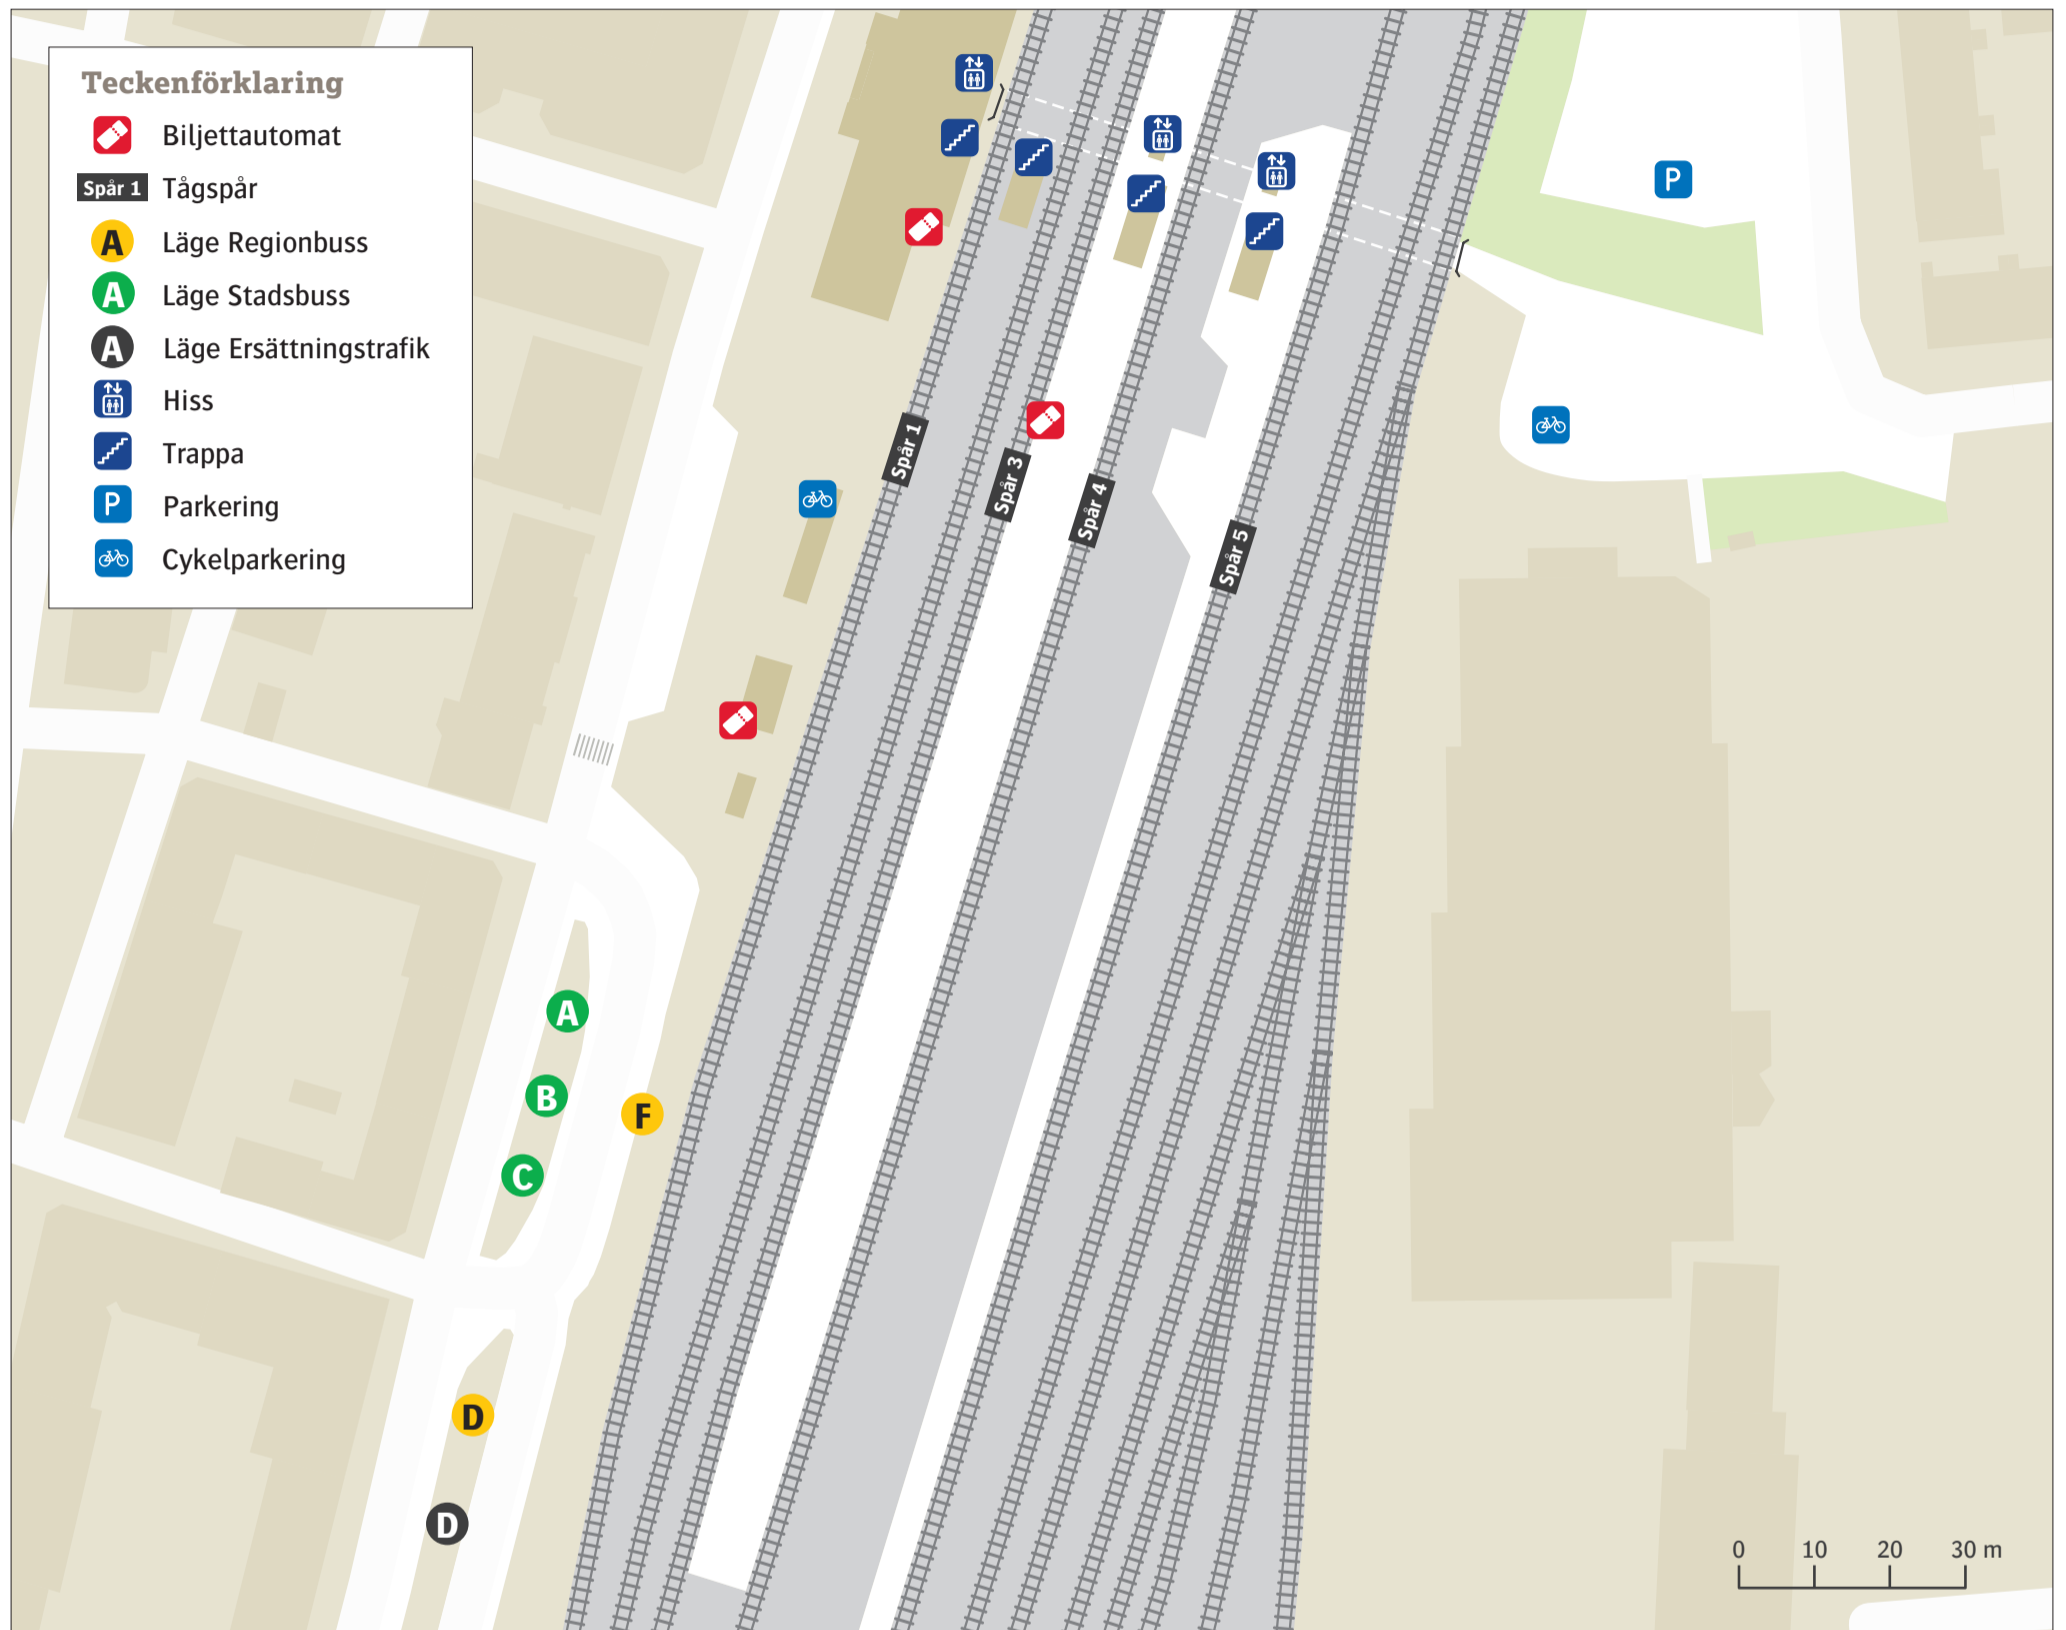 Teckenförklaring
Biljettautomat
Spår 1 Tågspår
A Läge Regionbuss
A Läge Stadsbuss
A Läge Ersättningstrafik
Hiss
Trappa
P Parkering
Cykelparkering
P
Spår 1
Spår 3
Spår 4
Spår 5
A
B
F
C
D
D
0 10 20 30 m